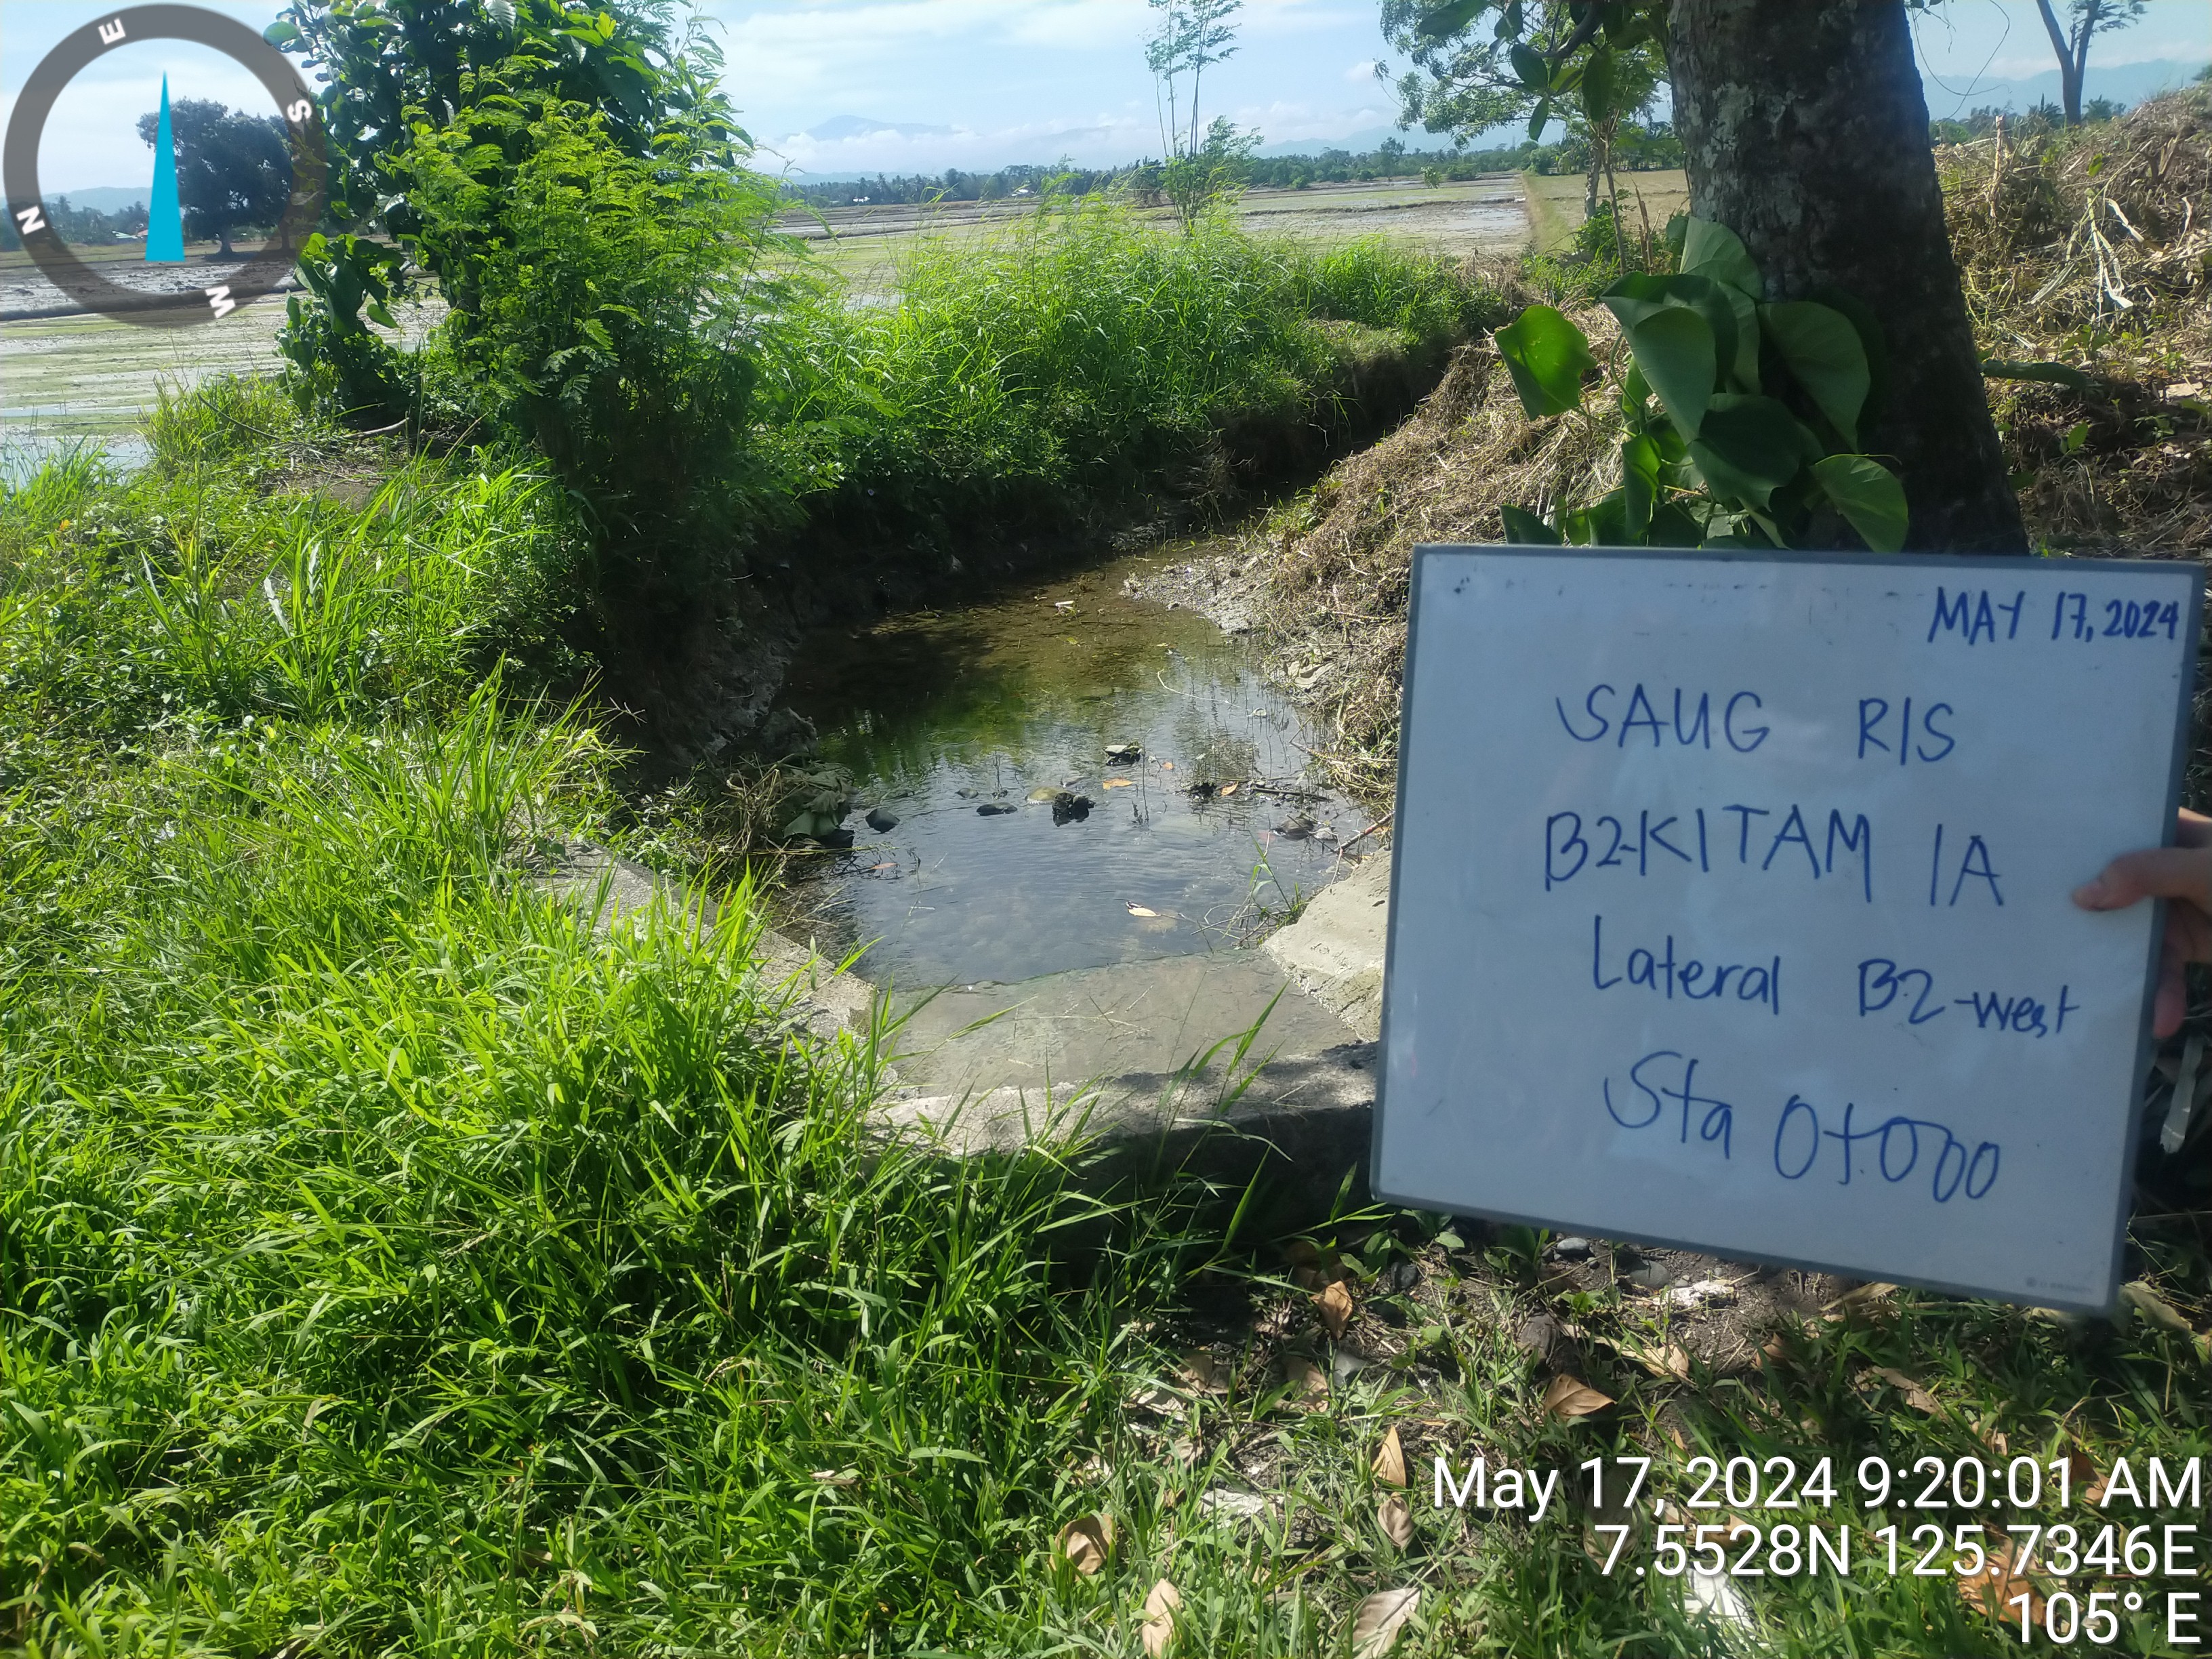 E
S
N
W
MAY 17, 2024
SAUG RIS
B2-KITAM IA
Lateral B2-West
Sta 0+000
May 17, 2024 9:20:01 AM
7.5528N 125.7346E
105° E